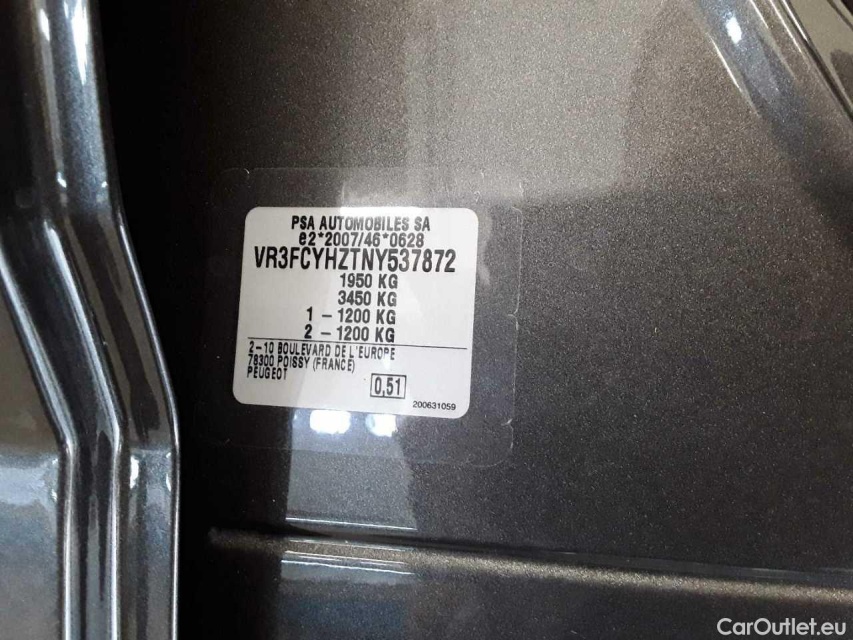 PSA AUTOMOBILES SA
e2*2007/46*0628
VR3FCYHZTNY537872
1950 KG
3450 KG
1 – 1200 KG
2 – 1200 KG
2–10 BOULEVARD DE L'EUROPE
78300 POISSY (FRANCE)
PEUGEOT
0,51
200631059
CarOutlet.eu